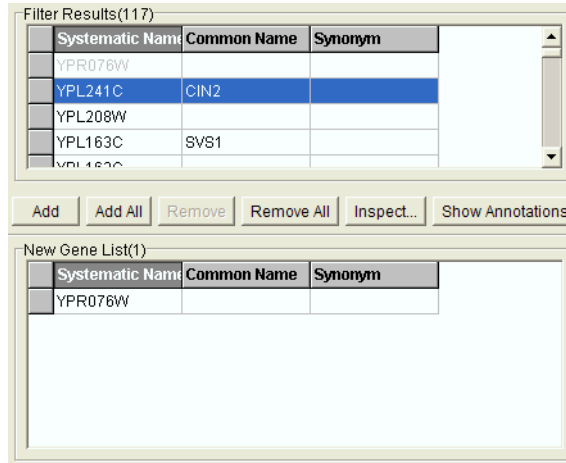 Filter Results(117)
Systematic Name Common Name Synonym
YPR076W
YPL241C CIN2
YPL208W
YPL163C SVS1
Add Add All Remove Remove All Inspect... Show Annotations
New Gene List(1)
Systematic Name Common Name Synonym
YPR076W